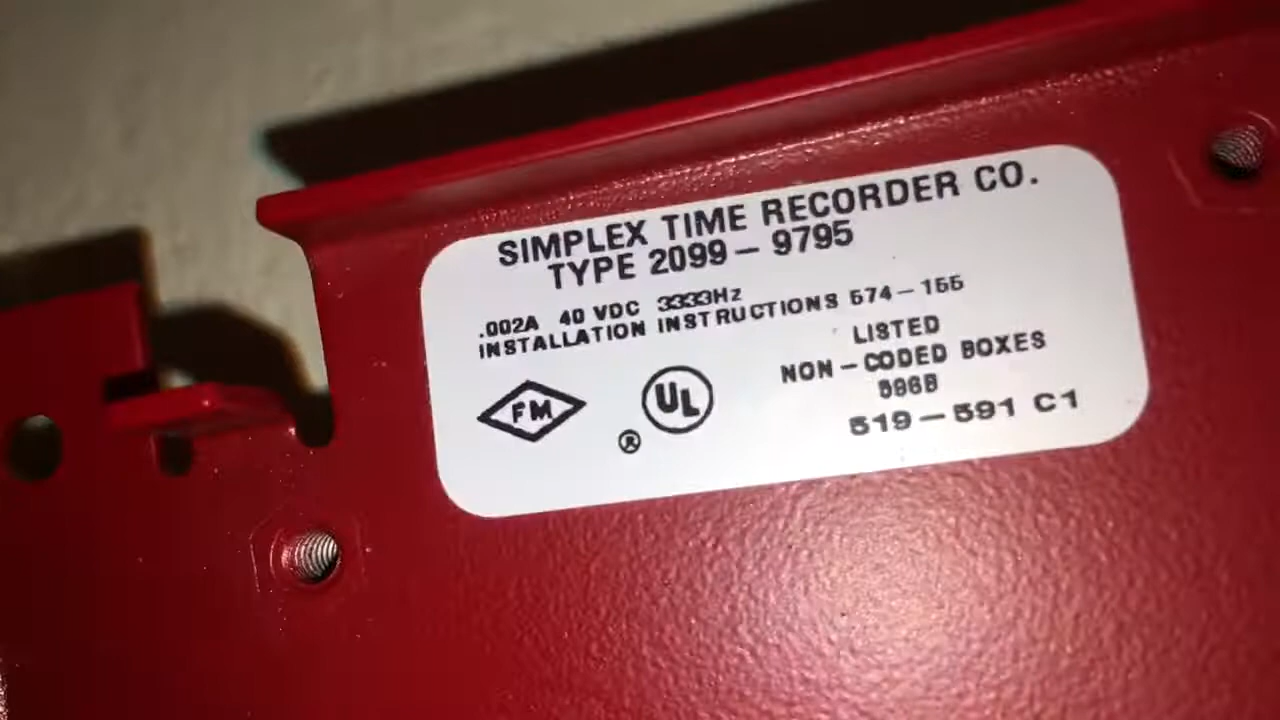 SIMPLEX TIME RECORDER CO.
TYPE 2099-9795
.002A 40 VDC 3333Hz
INSTALLATION INSTRUCTIONS 574-155
LISTED
NON-CODED BOXES
596B
519-591 C1
FM
UL
®